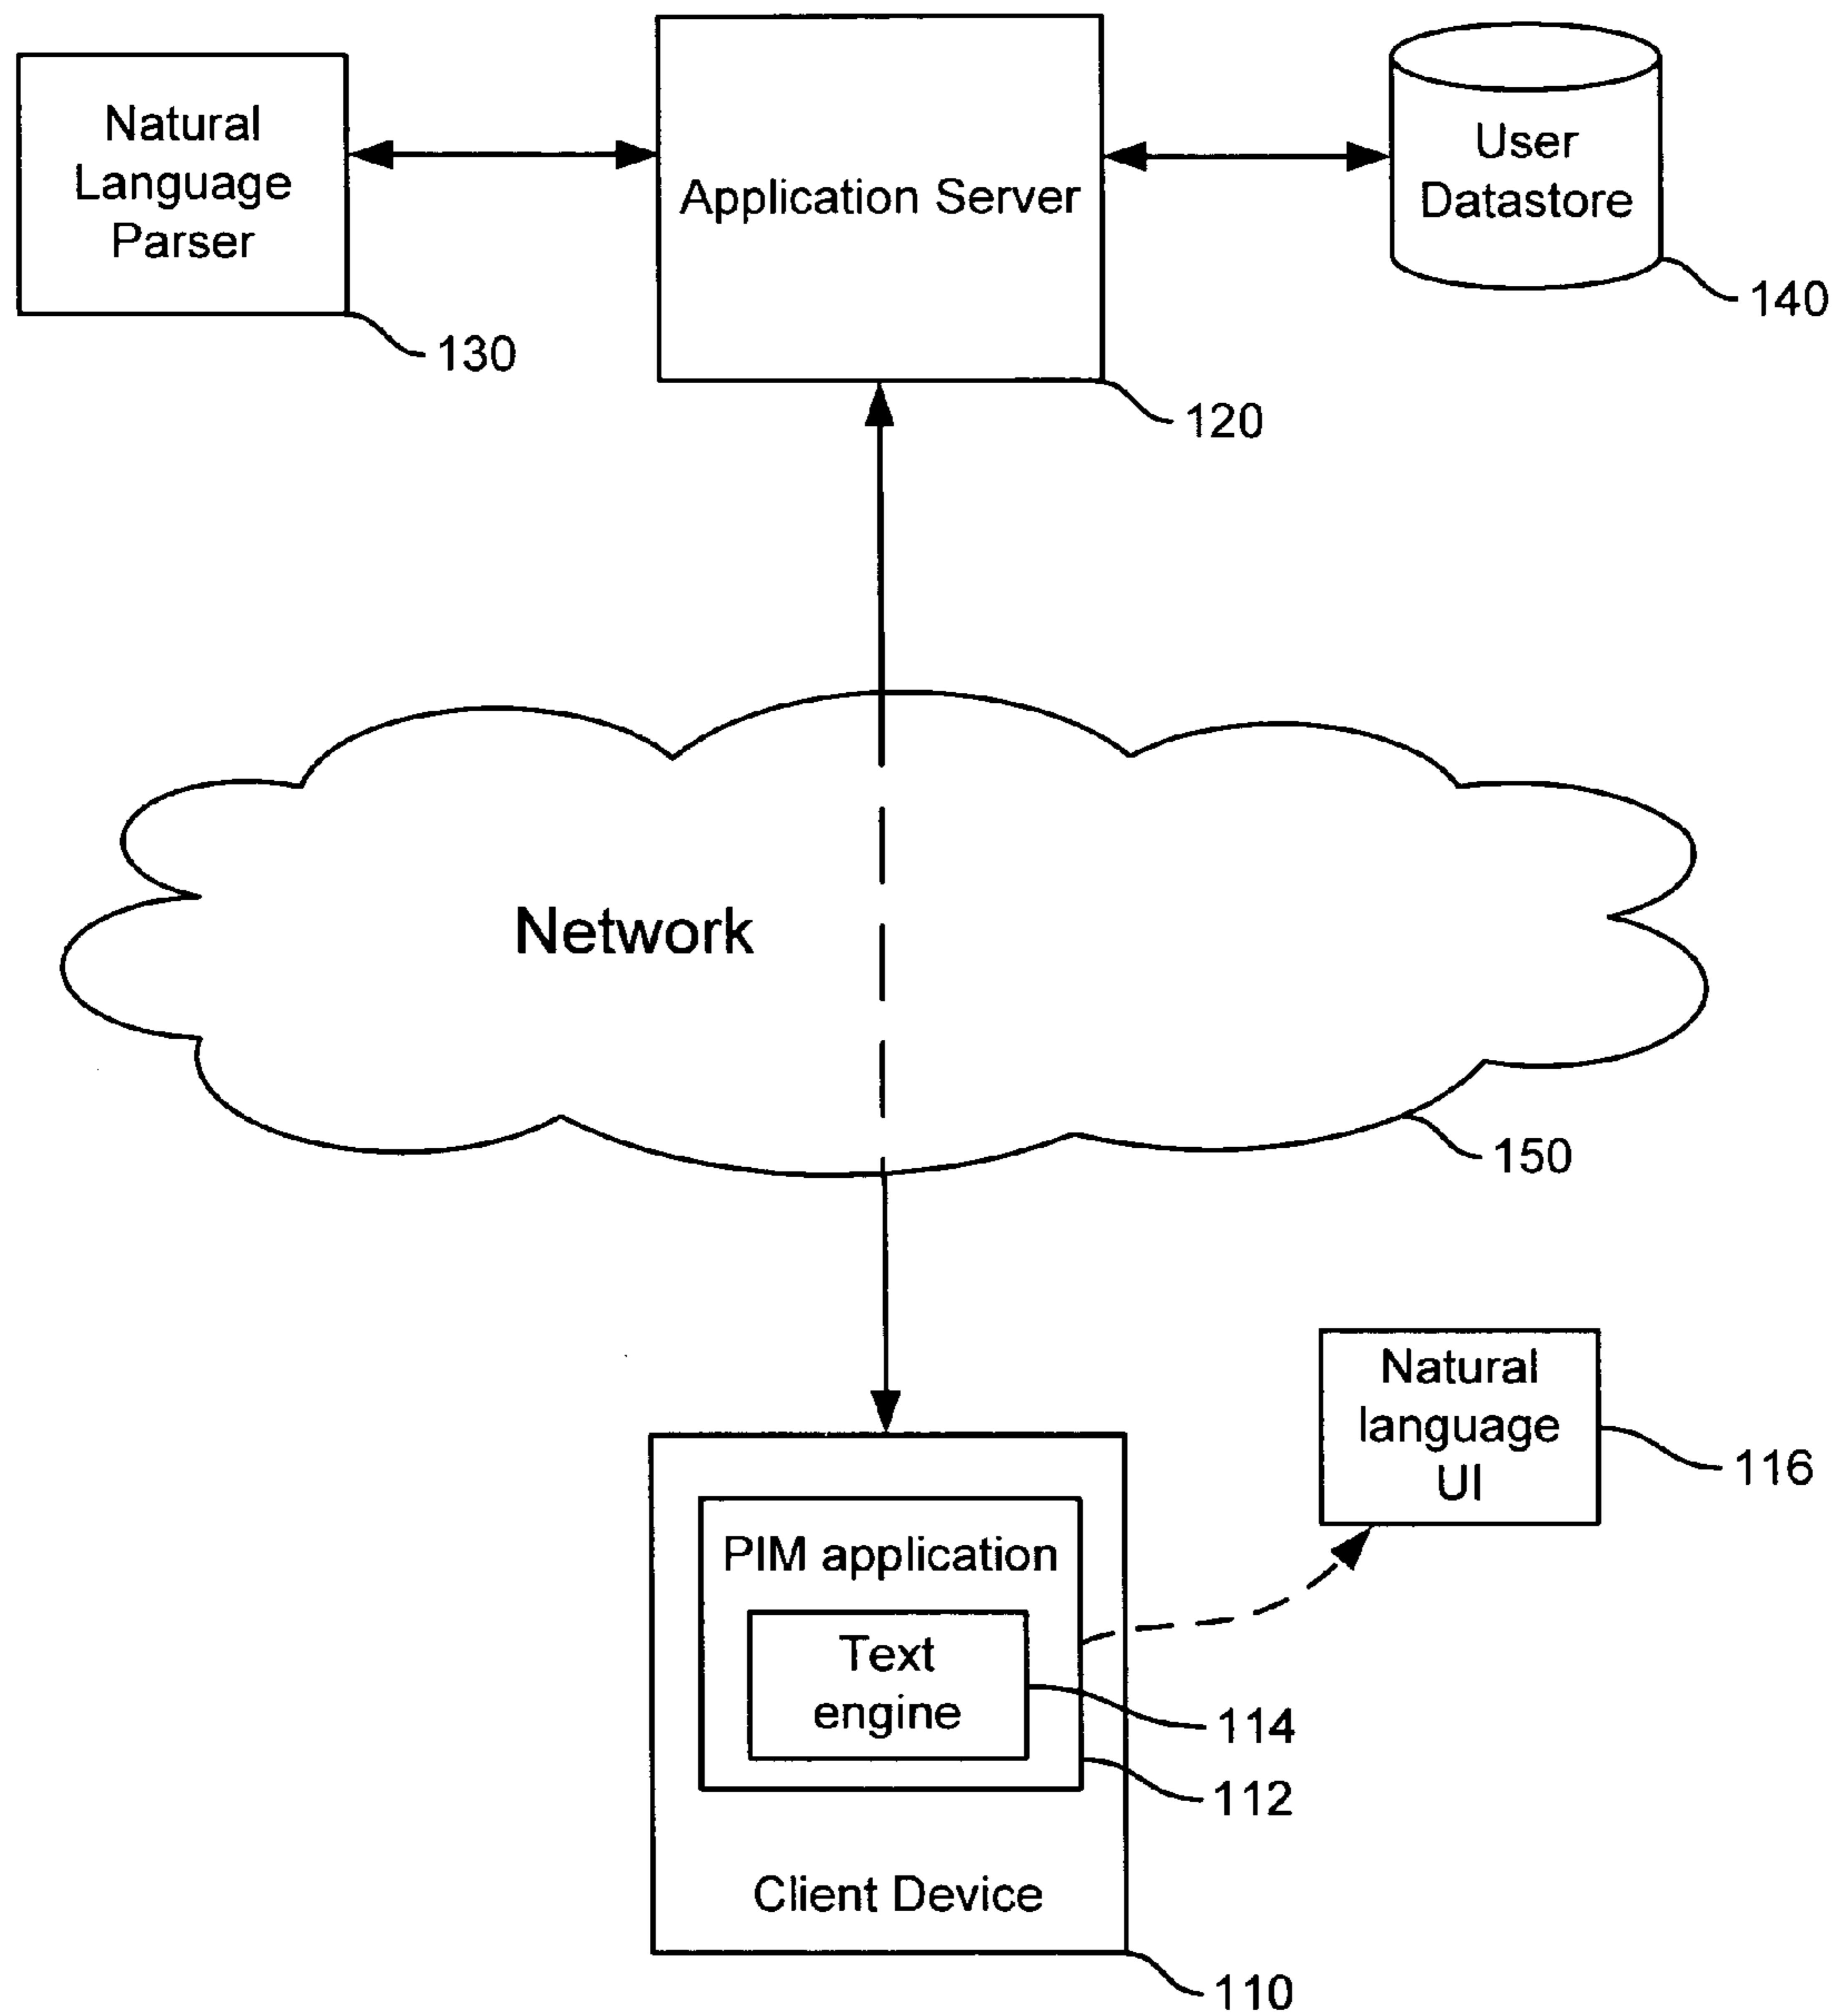 Natural
Language
Parser
130
Application Server
120
User
Datastore
140
Network
150
Natural
language
UI
116
PIM application
Text
engine
114
112
Client Device
110